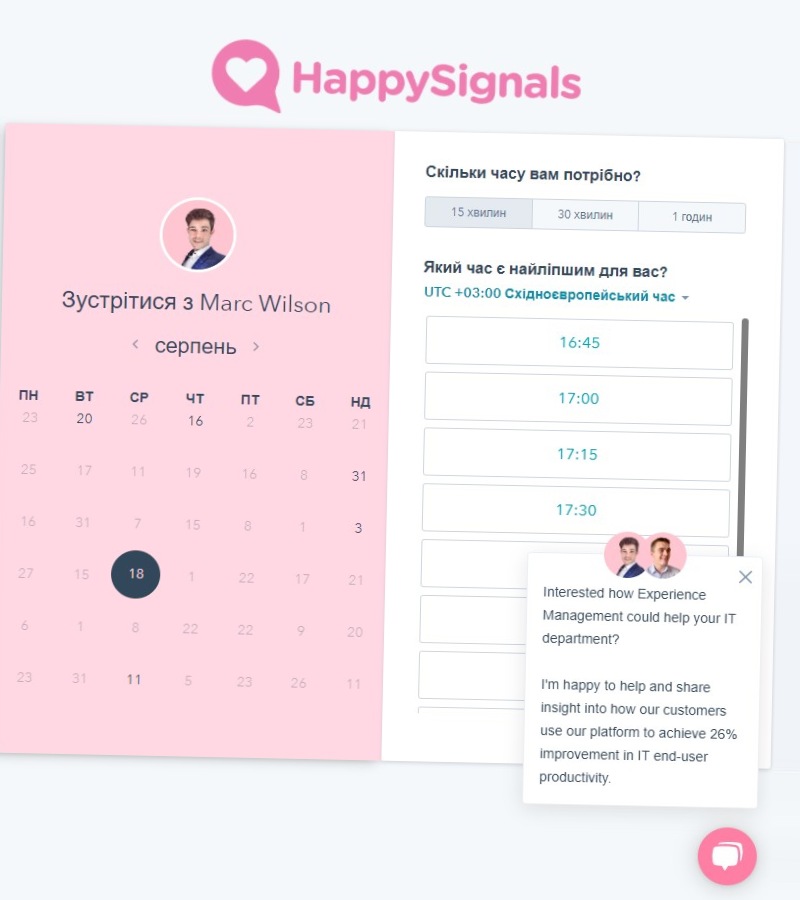 HappySignals
Зустрітися з Marc Wilson
серпень
ПН ВТ СР ЧТ ПТ СБ НД
23 20 26 16 2 23 21
25 17 11 19 16 8 31
16 31 7 15 8 1 3
27 15 18 1 22 17 21
6 1 8 22 22 9 20
23 31 11 5 23 26 11
Скільки часу вам потрібно?
15 хвилин 30 хвилин 1 годин
Який час є найліпшим для вас?
UTC +03:00 Східноєвропейський час
16:45
17:00
17:15
17:30
Interested how Experience
Management could help your IT
department?
I'm happy to help and share
insight into how our customers
use our platform to achieve 26%
improvement in IT end-user
productivity.